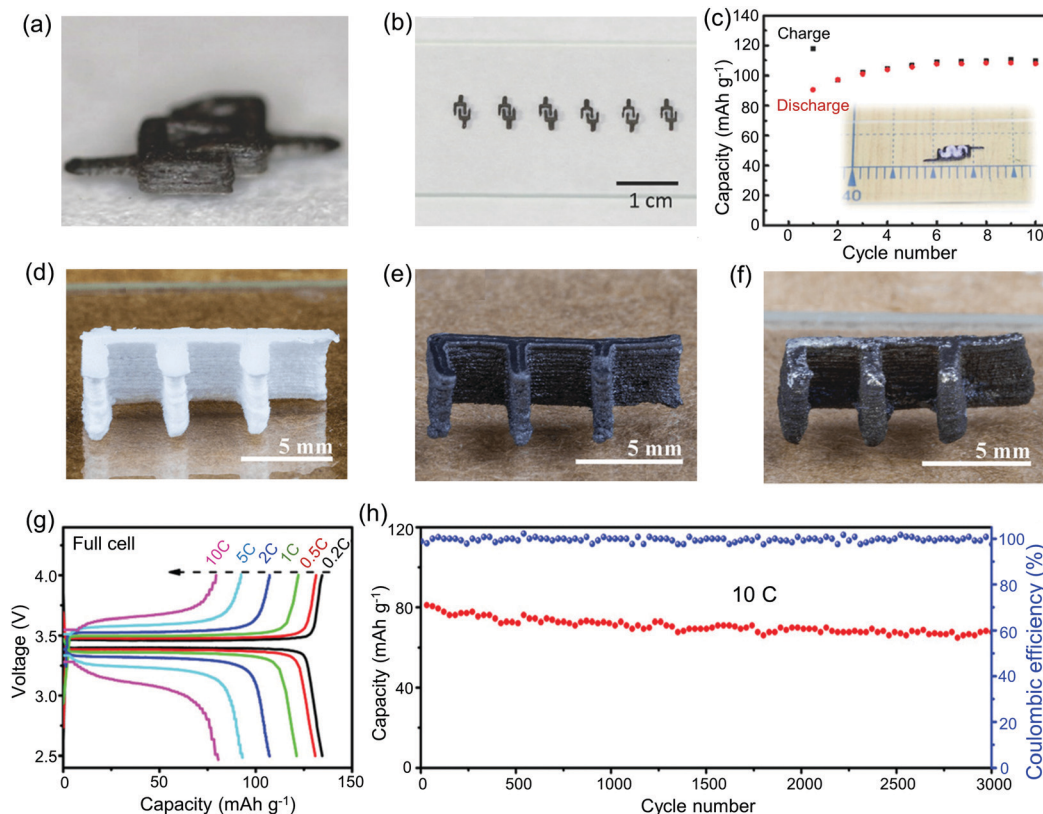 (a)
(b)
1 cm
(c)
Capacity (mAh g-1)
140
120
100
80
60
40
20
0
Charge
Discharge
40
0 2 4 6 8 10
Cycle number
(d)
5 mm
(e)
5 mm
(f)
5 mm
(g)
Full cell
10C 5C 2C 1C 0.5C 0.2C
Voltage (V)
4.0
3.5
3.0
2.5
0 50 100 150
Capacity (mAh g-1)
(h)
Capacity (mAh g-1)
120
80
40
0
10 C
100
80
60
40
20
0
Coulombic efficiency (%)
0 500 1000 1500 2000 2500 3000
Cycle number